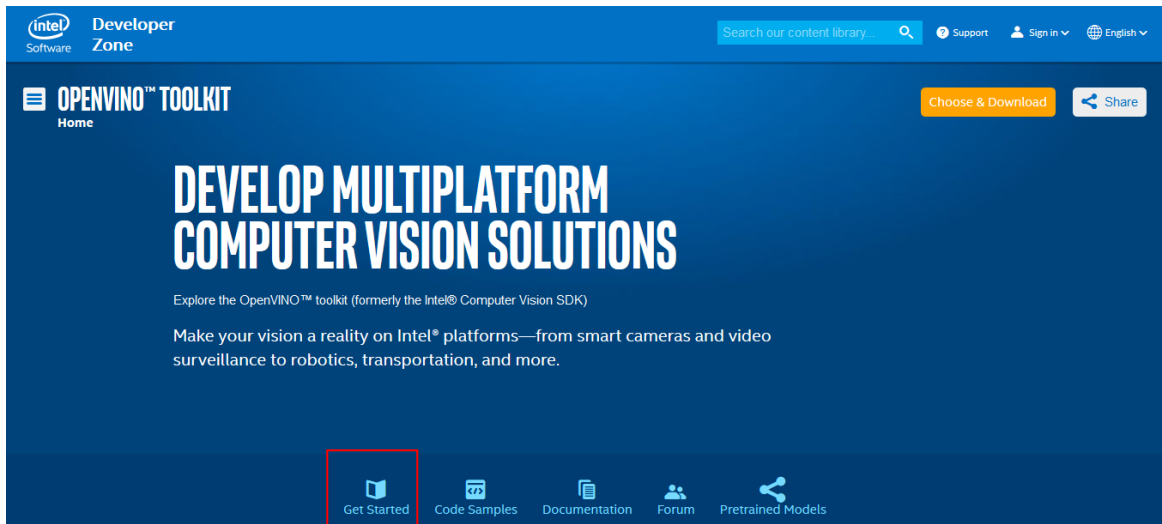 intel
Software
Developer
Zone
Search our content library...
Support
Sign in
English
OPENVINO™ TOOLKIT
Home
Choose & Download
Share
DEVELOP MULTIPLATFORM
COMPUTER VISION SOLUTIONS
Explore the OpenVINO™ toolkit (formerly the Intel® Computer Vision SDK)
Make your vision a reality on Intel® platforms—from smart cameras and video
surveillance to robotics, transportation, and more.
Get Started
Code Samples
Documentation
Forum
Pretrained Models